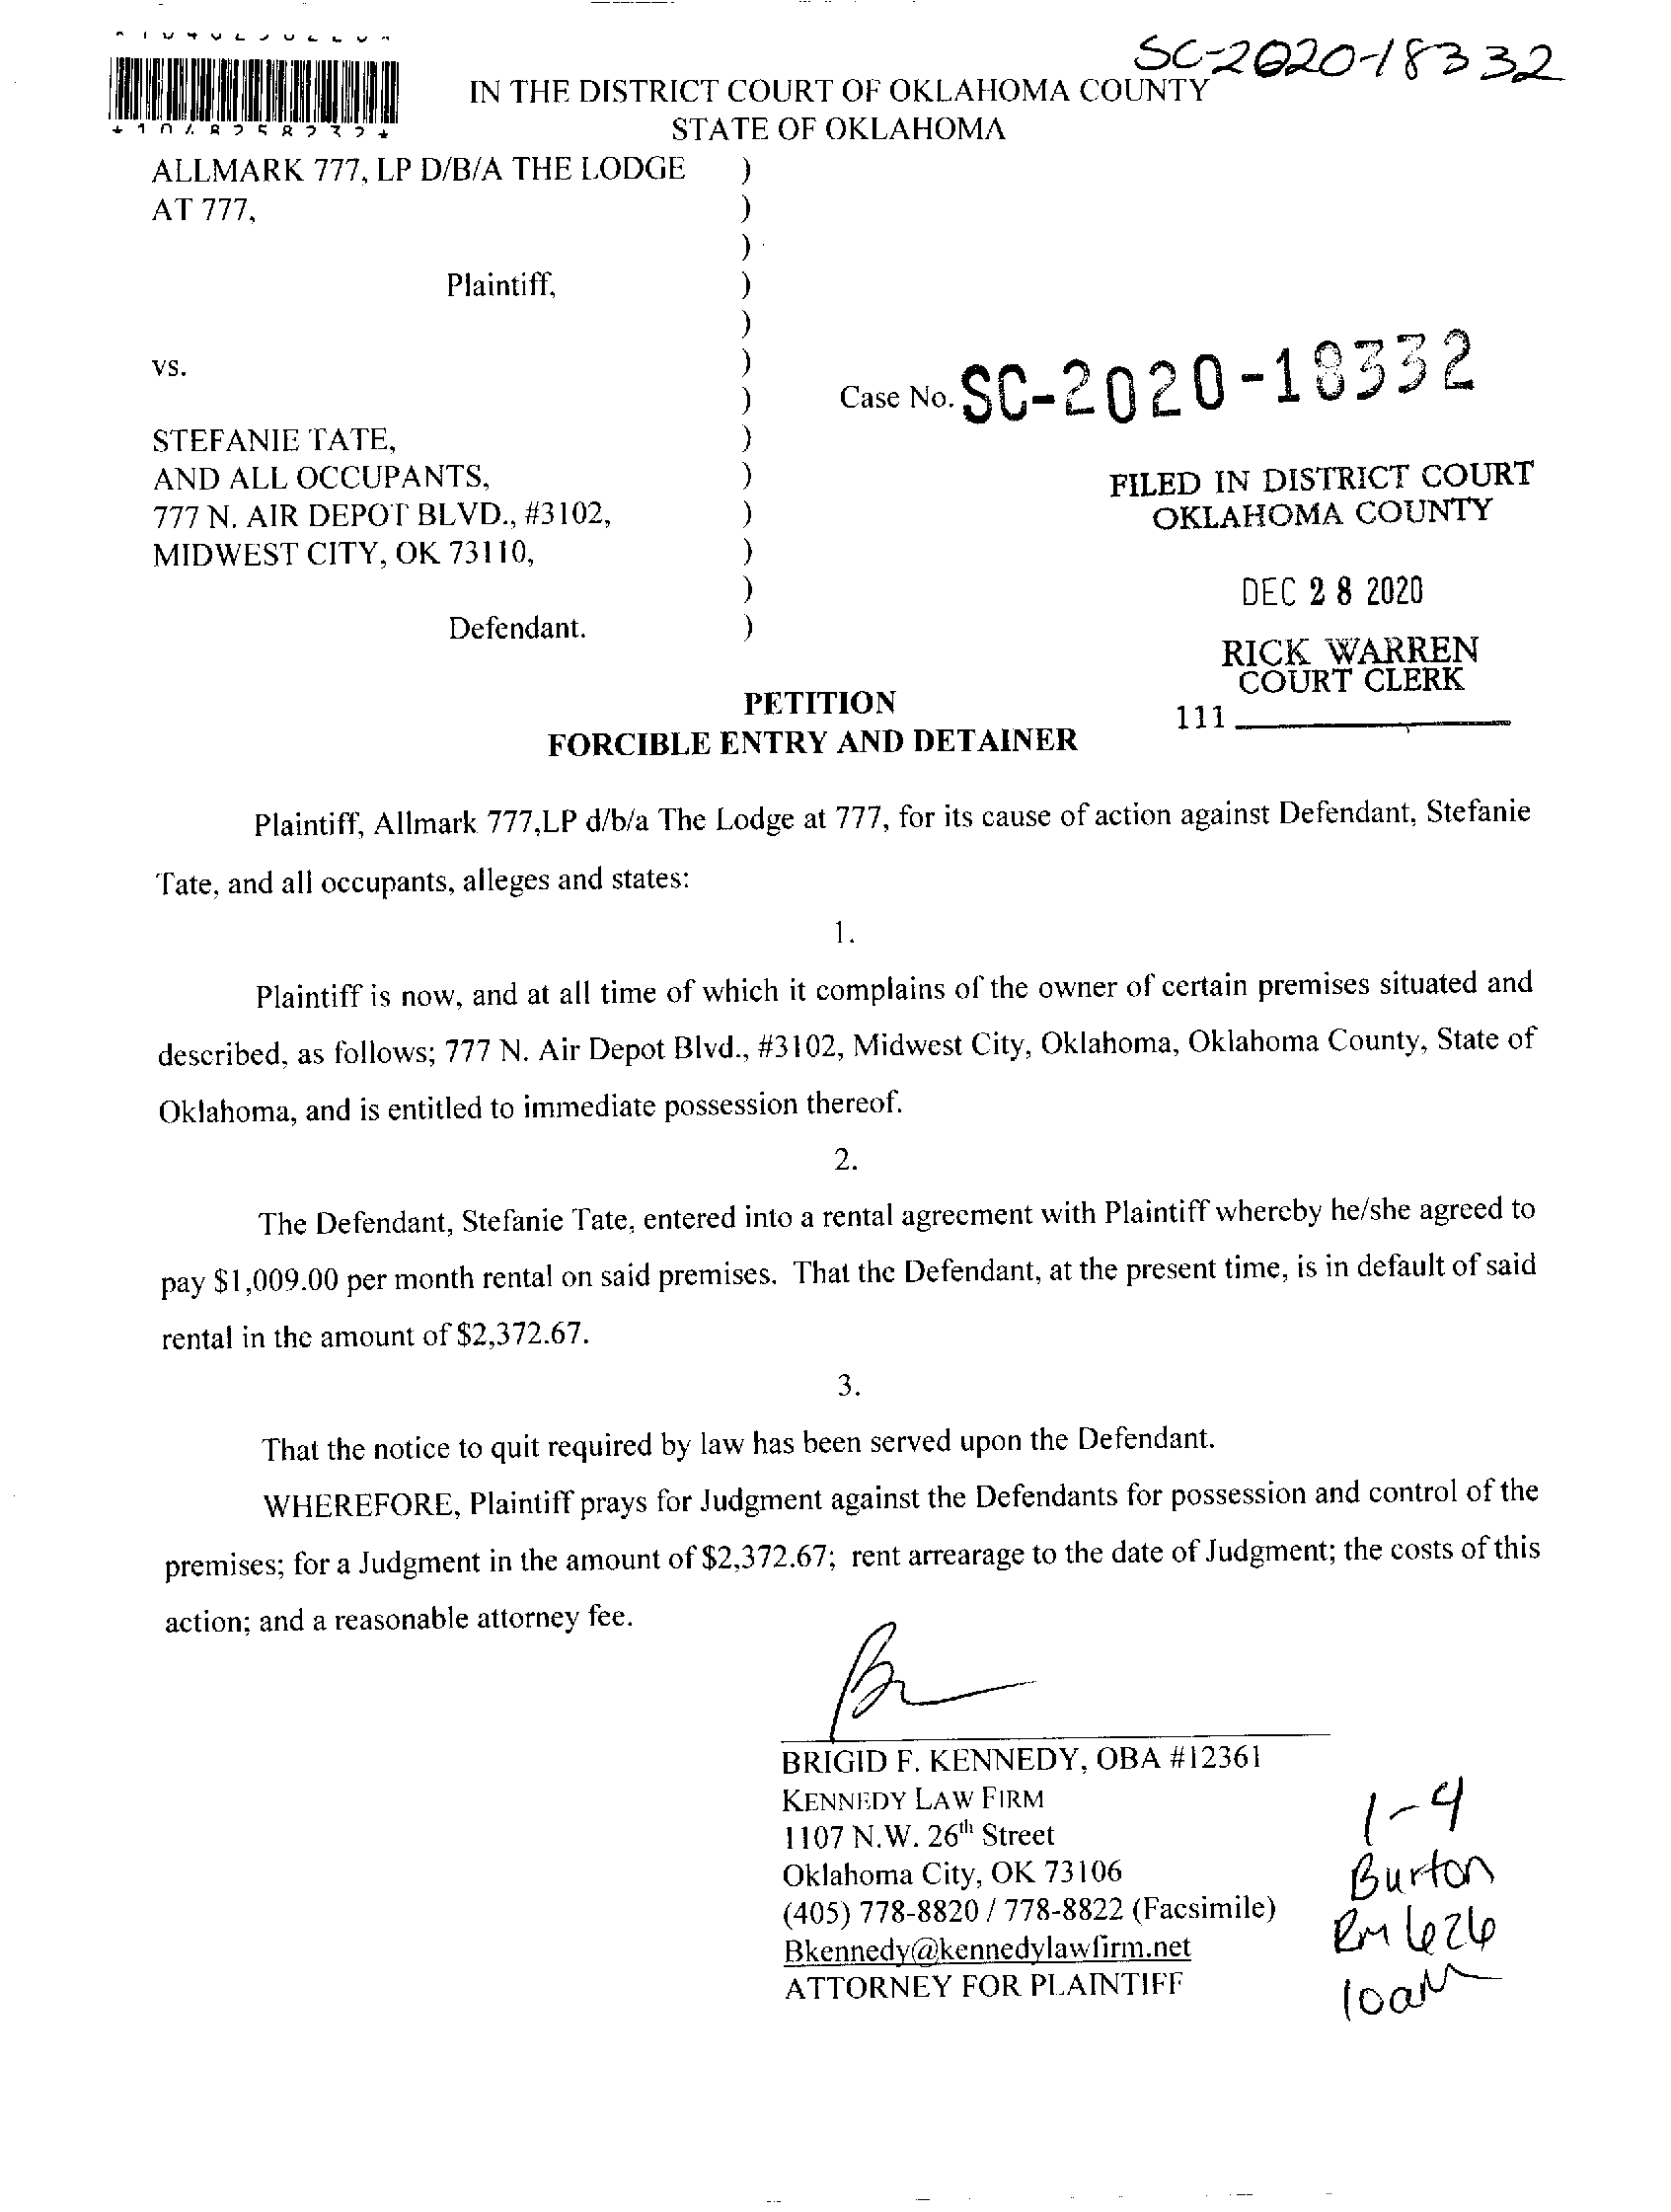 SC-2020-18332
IN THE DISTRICT COURT OF OKLAHOMA COUNTY
STATE OF OKLAHOMA
ALLMARK 777, LP D/B/A THE LODGE )
AT 777, )
)
Plaintiff, )
)
vs. )
Case No. SC-2020-18332
)
STEFANIE TATE, )
AND ALL OCCUPANTS, )
777 N. AIR DEPOT BLVD., #3102, )
MIDWEST CITY, OK 73110, )
)
Defendant. )
FILED IN DISTRICT COURT
OKLAHOMA COUNTY
DEC 28 2020
RICK WARREN
COURT CLERK
111
PETITION
FORCIBLE ENTRY AND DETAINER
Plaintiff, Allmark 777,LP d/b/a The Lodge at 777, for its cause of action against Defendant, Stefanie
Tate, and all occupants, alleges and states:
1.
Plaintiff is now, and at all time of which it complains of the owner of certain premises situated and
described, as follows; 777 N. Air Depot Blvd., #3102, Midwest City, Oklahoma, Oklahoma County, State of
Oklahoma, and is entitled to immediate possession thereof.
2.
The Defendant, Stefanie Tate, entered into a rental agreement with Plaintiff whereby he/she agreed to
pay $1,009.00 per month rental on said premises. That the Defendant, at the present time, is in default of said
rental in the amount of $2,372.67.
3.
That the notice to quit required by law has been served upon the Defendant.
WHEREFORE, Plaintiff prays for Judgment against the Defendants for possession and control of the
premises; for a Judgment in the amount of $2,372.67; rent arrearage to the date of Judgment; the costs of this
action; and a reasonable attorney fee.
BRIGID F. KENNEDY, OBA #12361
KENNEDY LAW FIRM
1107 N.W. 26th Street
Oklahoma City, OK 73106
(405) 778-8820 / 778-8822 (Facsimile)
Bkennedy@kennedylawfirm.net
ATTORNEY FOR PLAINTIFF
1-4
Burton
Rm 626
10am